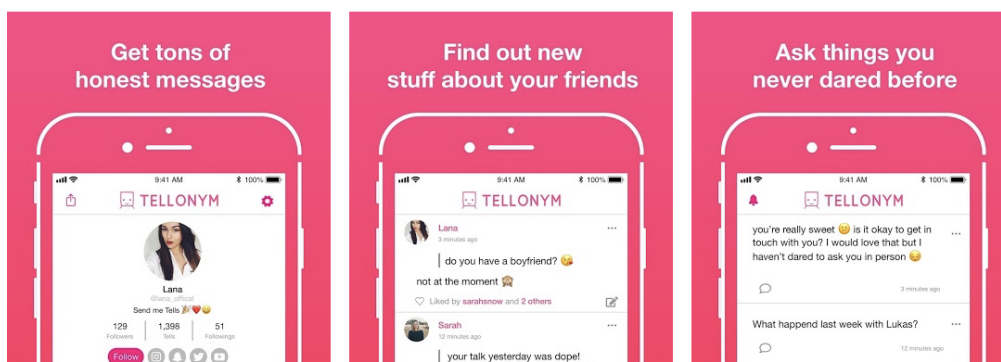 Get tons of
honest messages
9:41 AM
100%
TELLONYM
Lana
@lana_offical
Send me Tells 🎉❤️😊
129 1,398 51
Followers Tells Followings
Follow
Find out new
stuff about your friends
9:41 AM
100%
TELLONYM
Lana
3 minutes ago
do you have a boyfriend? 😘
not at the moment 🙈
Liked by sarahsnow and 2 others
Sarah
12 minutes ago
your talk yesterday was dope!
Ask things you
never dared before
9:41 AM
100%
TELLONYM
you're really sweet 😊 is it okay to get in
touch with you? I would love that but I
haven't dared to ask you in person 😔
3 minutes ago
What happend last week with Lukas?
12 minutes ago